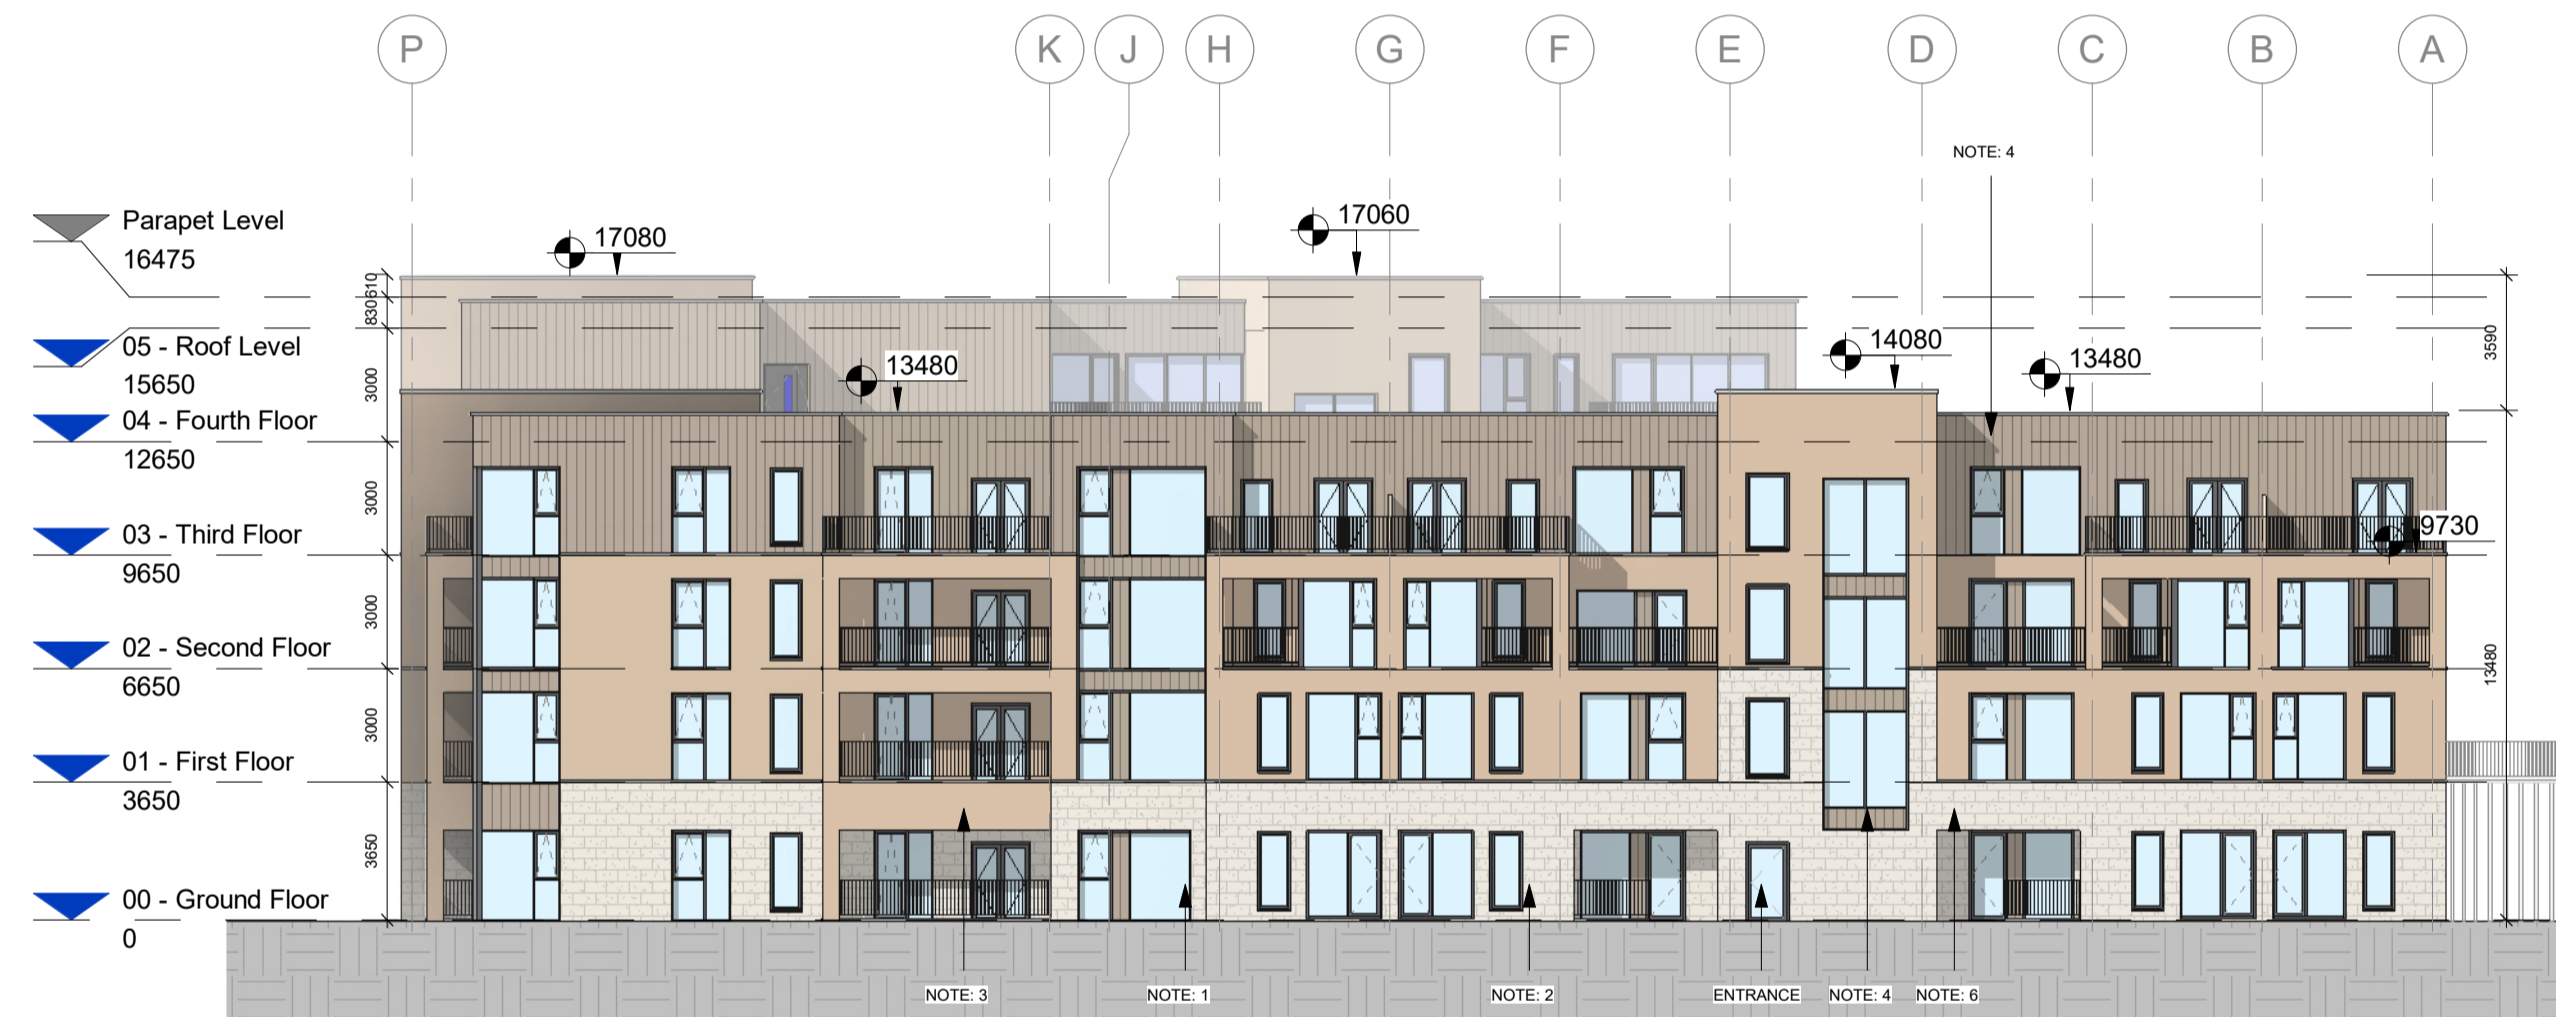 P K J H G F E D C B A
NOTE: 4
Parapet Level
16475
17080
17060
610
830
05 - Roof Level
15650
14080
13480
13480
3590
3000
04 - Fourth Floor
12650
3000
03 - Third Floor
9650
9730
3000
02 - Second Floor
6650
13480
3000
01 - First Floor
3650
3650
00 - Ground Floor
0
NOTE: 3 NOTE: 1 NOTE: 2 ENTRANCE NOTE: 4 NOTE: 6